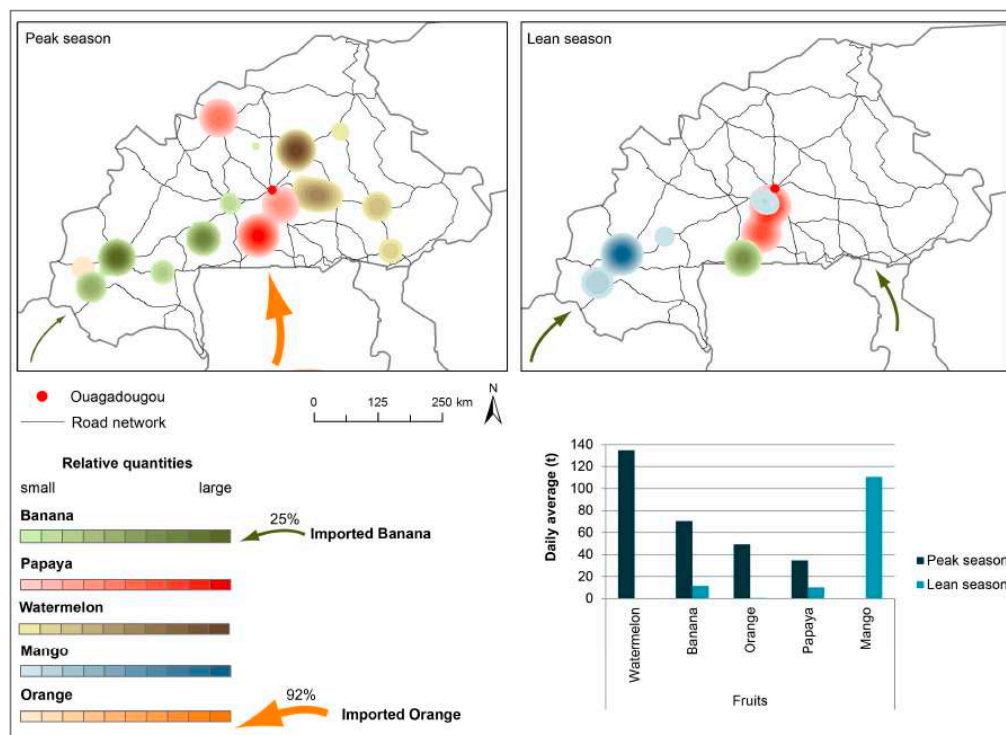 Peak season
Lean season
Ouagadougou
Road network
0 125 250 km
N
Relative quantities
small large
Banana
25%
Imported Banana
Papaya
Watermelon
Mango
Orange
92%
Imported Orange
Daily average (t)
140
120
100
80
60
40
20
0
Watermelon
Banana
Orange
Papaya
Mango
Fruits
Peak season
Lean season